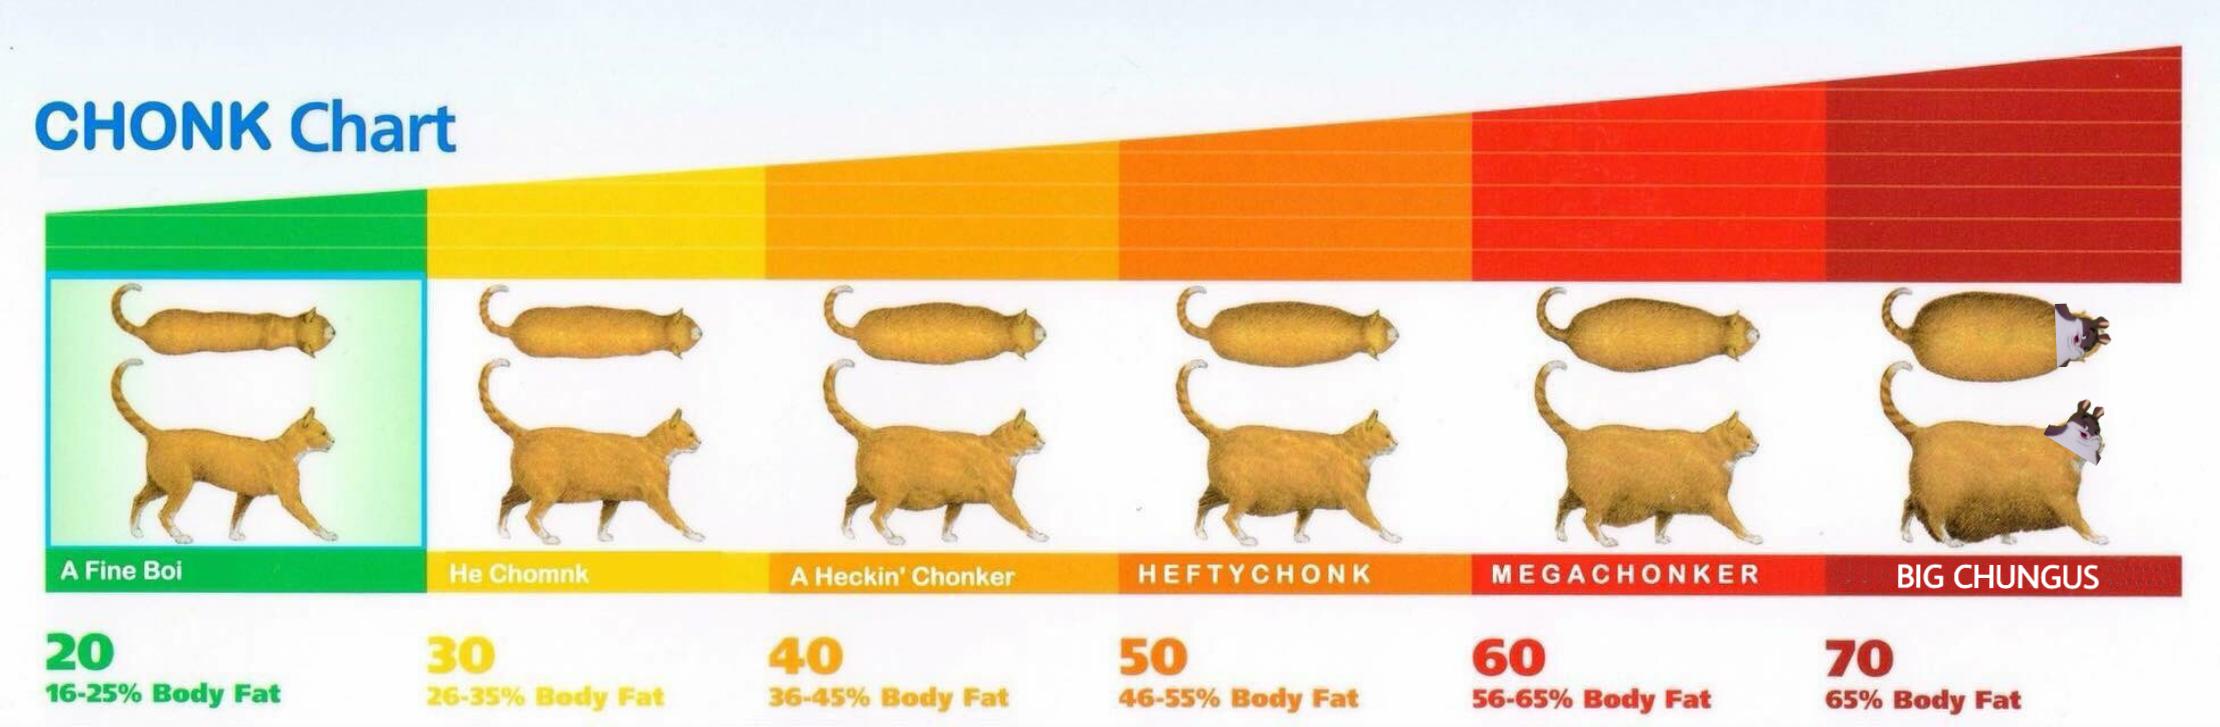 CHONK Chart
A Fine Boi
He Chomnk
A Heckin' Chonker
HEFTYCHONK
MEGACHONKER
BIG CHUNGUS
20
16-25% Body Fat
30
26-35% Body Fat
40
36-45% Body Fat
50
46-55% Body Fat
60
56-65% Body Fat
70
65% Body Fat